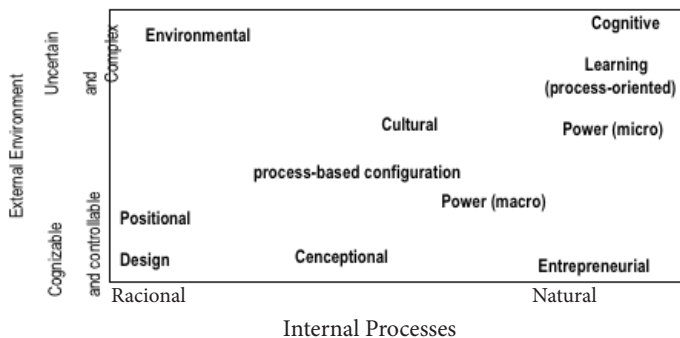 Cognitive
Environmental
Learning
(process-oriented)
Cultural
Power (micro)
process-based configuration
Power (macro)
Positional
Design
Cenceptional
Entrepreneurial
External Environment
Uncertain
and
Complex
Cognizable
and controllable
Racional
Natural
Internal Processes